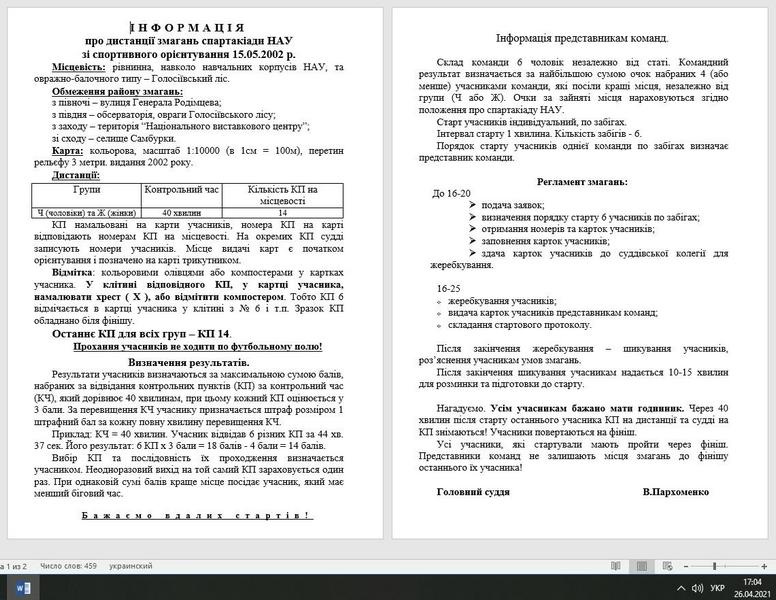 ІНФОРМАЦІЯ
про дистанції змагань спартакіади НАУ
зі спортивного орієнтування 15.05.2002 р.
Місцевість: рівнинна, навколо навчальних корпусів НАУ, та
овражно-балочного типу – Голосіївський ліс.
Обмеження району змагань:
з півночі – вулиця Генерала Родімцева;
з півдня – обсерваторія, овраги Голосіївського лісу;
з заходу – територія "Національного виставкового центру";
зі сходу – селище Самбурки.
Карта: кольорова, масштаб 1:10000 (в 1см = 100м), перетин
рельєфу 3 метри. видання 2002 року.
Дистанції:
Групи Контрольний час Кількість КП на
місцевості
Ч (чоловіки) та Ж (жінки) 40 хвилин 14
КП намальовані на карти учасників, номера КП на карті
відповідають номерам КП на місцевості. На окремих КП судді
записують номери учасників. Місце видачі карт є початком
орієнтування і позначено на карті трикутником.
Відмітка: кольоровими олівцями або компостерами у картках
учасника. У клітині відповідного КП, у картці учасника,
намалювати хрест ( Х ), або відмітити компостером. Тобто КП 6
відмічається в картці учасника у клітині з № 6 і т.п. Зразок КП
обладнано біля фінішу.
Останє КП для всіх груп – КП 14.
Прохання учасників не ходити по футбольному полю!
Визначення результатів.
Результати учасників визначаються за максимальною сумою балів,
набраних за відвідання контрольних пунктів (КП) за контрольний час
(КЧ), який дорівнює 40 хвилинам, при цьому кожний КП оцінюється у
3 бали. За перевищення КЧ учаснику призначається штраф розміром 1
штрафний бал за кожну повну хвилину перевищення КЧ.
Приклад: КЧ = 40 хвилин. Учасник відвідав 6 різних КП за 44 хв.
37 сек. Його результат: 6 КП х 3 бали = 18 балів - 4 бали = 14 балів.
Вибір КП та послідовність їх проходження визначається
учасником. Неодноразовий вихід на той самий КП зараховується один
раз. При однаковій сумі балів краще місце посідає учасник, який має
менший біговий час.
Бажаємо вдалих стартів!
Інформація представникам команд.
Склад команди 6 чоловік незалежно від статі. Командний
результат визначається за найбільшою сумою очок набраних 4 (або
менше) учасниками команди, які посіли кращі місця, незалежно від
групи (Ч або Ж). Очки за зайняті місця нараховуються згідно
положення про спартакіаду НАУ.
Старт учасників індивідуальний, по забігах.
Інтервал старту 1 хвилина. Кількість забігів - 6.
Порядок старту учасників однієї команди по забігам визначає
представник команди.
Регламент змагань:
До 16-20
➢ подача заявок;
➢ визначення порядку старту 6 учасників по забігах;
➢ отримання номерів та карток учасників;
➢ заповнення карток учасників;
➢ здача карток учасників до суддівської колегії для
жеребкування.
16-25
⬦ жеребкування учасників;
⬦ видача карток учасників представникам команд;
⬦ складання стартового протоколу.
Після закінчення жеребкування – шикування учасників,
роз'яснення учасникам умов змагань.
Після закінчення шикування учасникам надається 10-15 хвилин
для розминки та підготовки до старту.
Нагадуємо. Усім учасникам бажано мати годинник. Через 40
хвилин після старту останнього учасника КП на дистанції та судді на
КП знімаються! Учасники повертаються на фініш.
Усі учасники, які стартували мають пройти через фініш.
Представники команд не залишають місця змагань до фінішу
останнього їх учасника!
Головний суддя В.Пархоменко
а 1 из 2 Число слов: 459 украинский
W УКР 17:04
26.04.2021